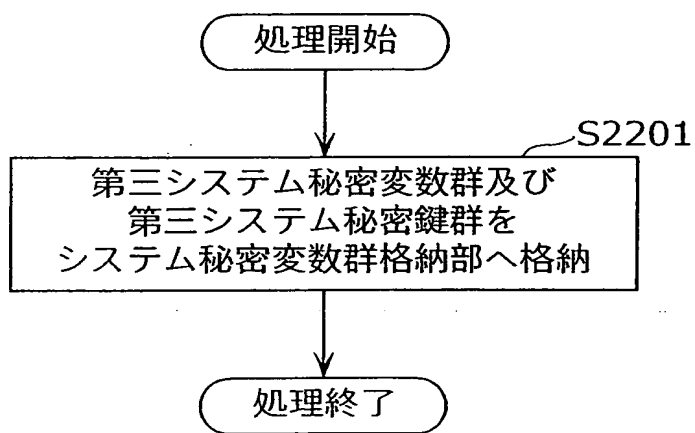 処理開始
S2201
第三システム秘密変数群及び
第三システム秘密鍵群を
システム秘密変数群格納部へ格納
処理終了